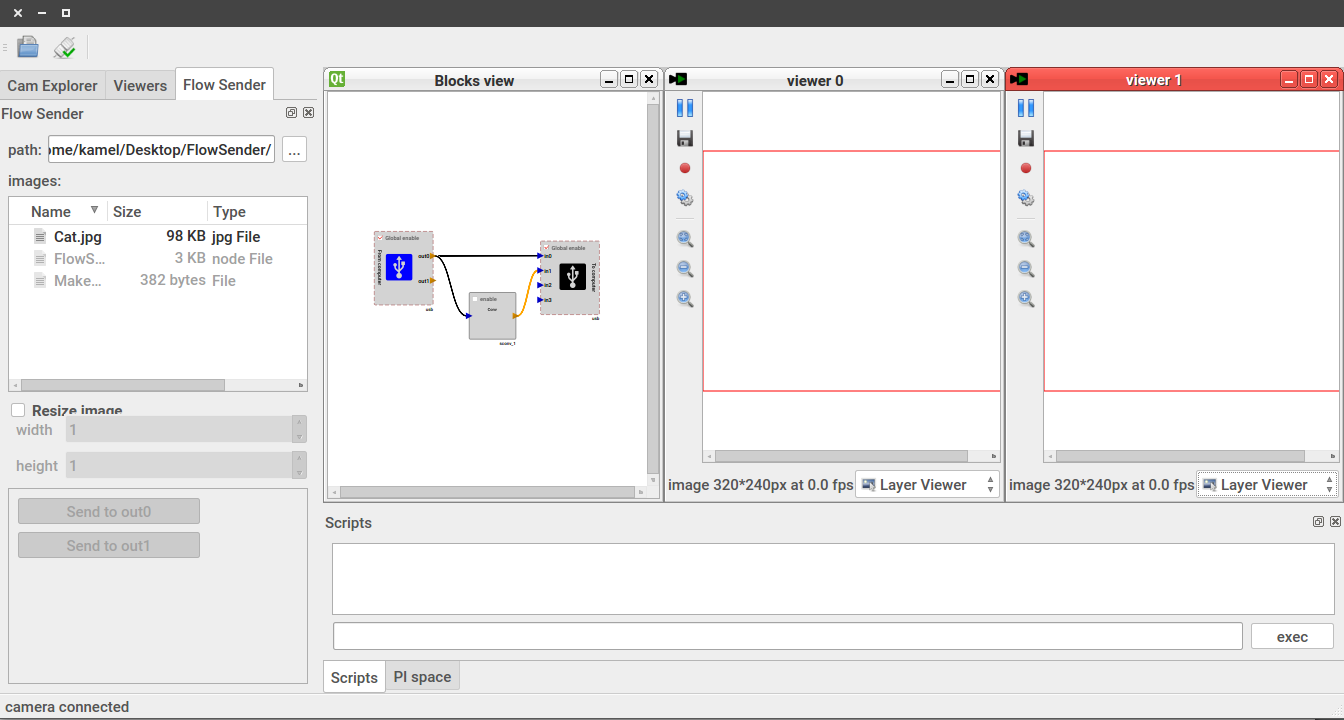 Cam Explorer
Viewers
Flow Sender
Flow Sender
path: ome/kamel/Desktop/FlowSender/ ...
images:
Name Size Type
Cat.jpg 98 KB jpg File
FlowS... 3 KB node File
Make... 382 bytes File
Resize image
width 1
height 1
Send to out0
Send to out1
Qt Blocks view
Global enable
From computer
out0
out1
usb
enable
Conv
sconv_1
Global enable
in0
in1
in2
in3
To computer
usb
viewer 0
image 320*240px at 0.0 fps Layer Viewer
viewer 1
image 320*240px at 0.0 fps Layer Viewer
Scripts
exec
Scripts PI space
camera connected